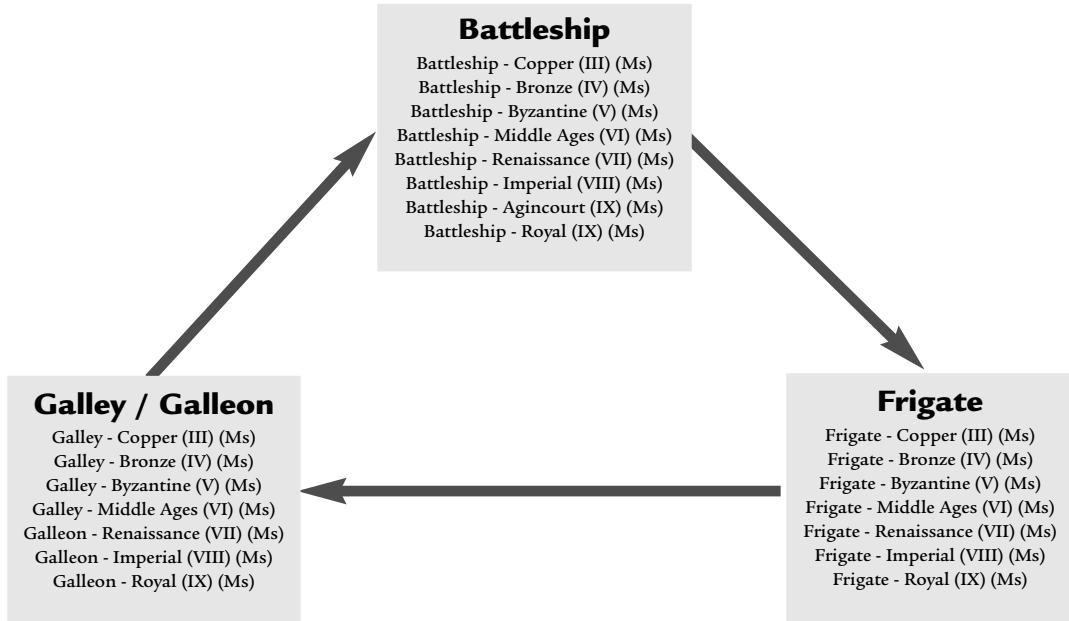 Battleship
Battleship - Copper (III) (Ms)
Battleship - Bronze (IV) (Ms)
Battleship - Byzantine (V) (Ms)
Battleship - Middle Ages (VI) (Ms)
Battleship - Renaissance (VII) (Ms)
Battleship - Imperial (VIII) (Ms)
Battleship - Agincourt (IX) (Ms)
Battleship - Royal (IX) (Ms)
Galley / Galleon
Galley - Copper (III) (Ms)
Galley - Bronze (IV) (Ms)
Galley - Byzantine (V) (Ms)
Galley - Middle Ages (VI) (Ms)
Galleon - Renaissance (VII) (Ms)
Galleon - Imperial (VIII) (Ms)
Galleon - Royal (IX) (Ms)
Frigate
Frigate - Copper (III) (Ms)
Frigate - Bronze (IV) (Ms)
Frigate - Byzantine (V) (Ms)
Frigate - Middle Ages (VI) (Ms)
Frigate - Renaissance (VII) (Ms)
Frigate - Imperial (VIII) (Ms)
Frigate - Royal (IX) (Ms)